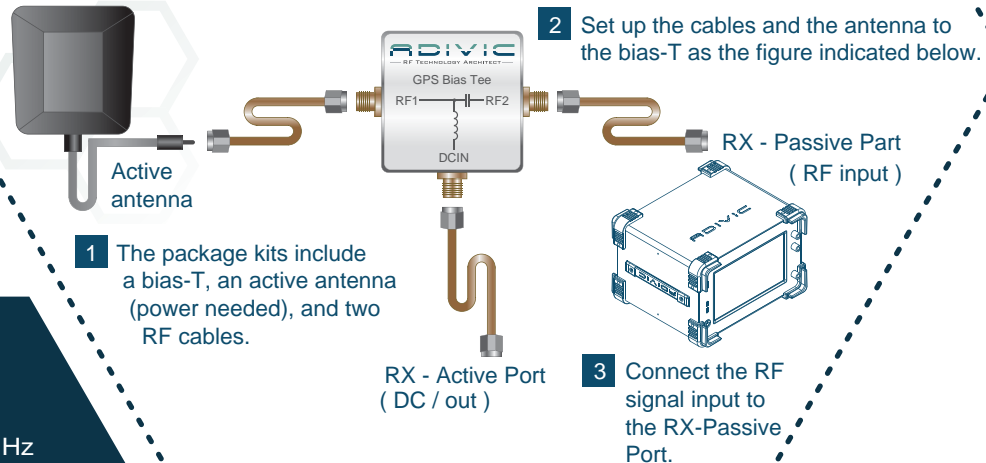 2 Set up the cables and the antenna to
the bias-T as the figure indicated below.
ADIVIC
RF Technology Architect
GPS Bias Tee
RF1
RF2
DCIN
Active
antenna
RX - Passive Part
( RF input )
ADIVIC
ADIVIC
1 The package kits include
a bias-T, an active antenna
(power needed), and two
RF cables.
RX - Active Port
( DC / out )
3 Connect the RF
signal input to
the RX-Passive
Port.
Hz